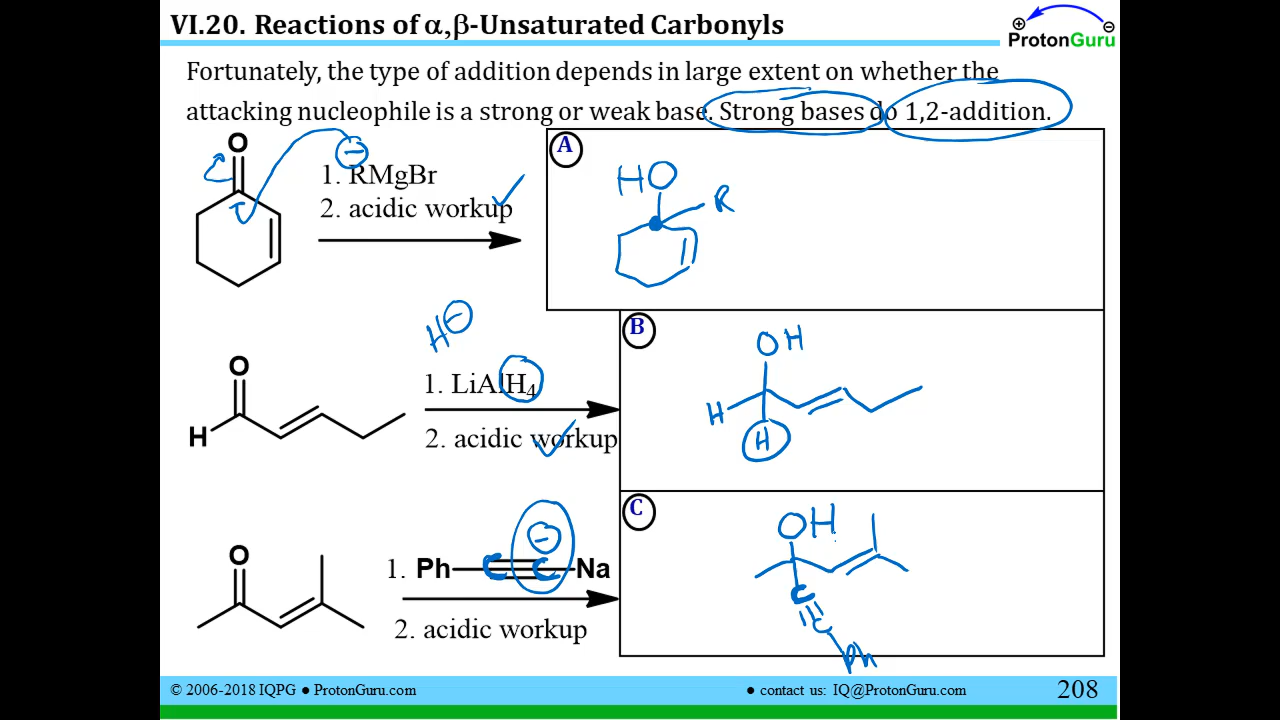 VI.20. Reactions of α,β-Unsaturated Carbonyls
⊕ ⊖
ProtonGuru
Fortunately, the type of addition depends in large extent on whether the
attacking nucleophile is a strong or weak base. Strong bases do 1,2-addition.
O
−
1. RMgBr
2. acidic workup
A
HO
R
H⊖
O
H
1. LiAlH4
2. acidic workup
B
OH
H
H
O
−
1. Ph C C Na
2. acidic workup
C
OH
C
C
Ph
© 2006-2018 IQPG ● ProtonGuru.com
● contact us: IQ@ProtonGuru.com
208